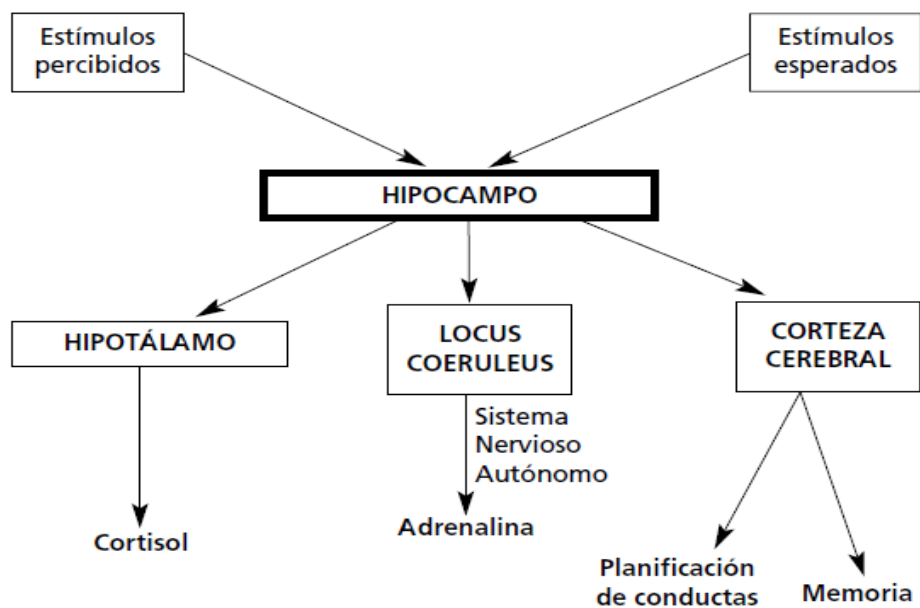 Estímulos
percibidos
Estímulos
esperados
HIPOCAMPO
HIPOTÁLAMO
LOCUS
COERULEUS
CORTEZA
CEREBRAL
Sistema
Nervioso
Autónomo
Cortisol
Adrenalina
Planificación
de conductas
Memoria